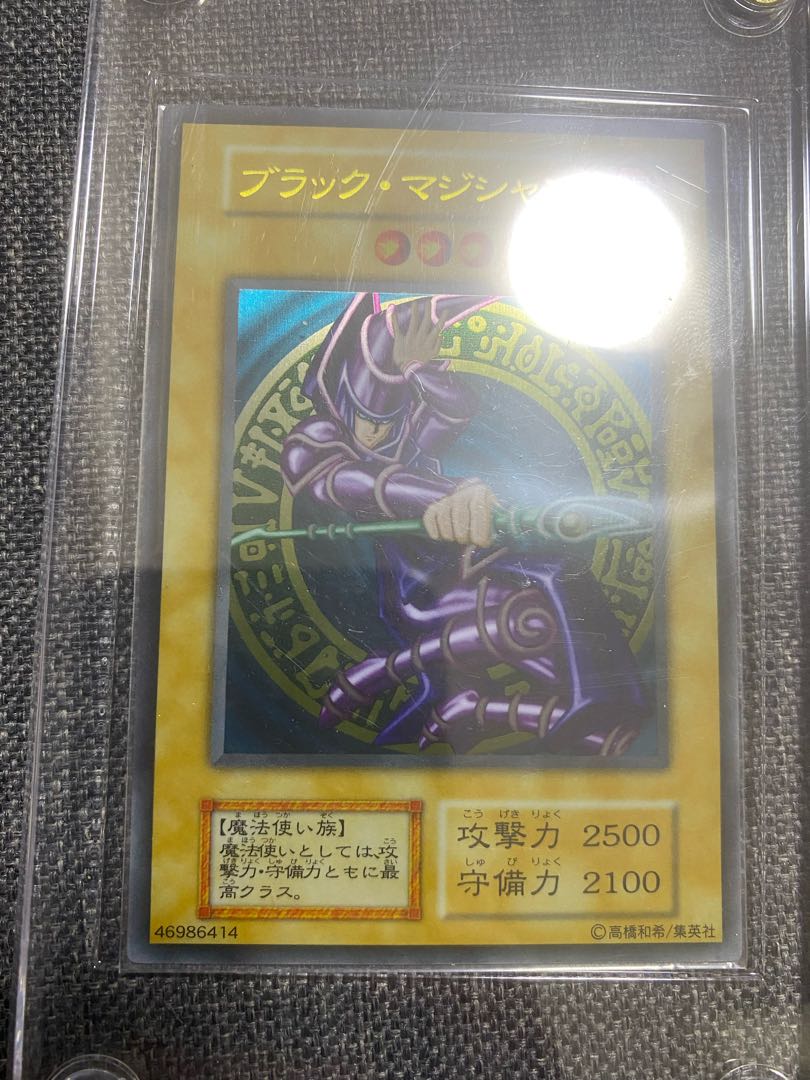 ブラック・マジシャ
【魔法使い族】
魔法使いとしては、攻
撃力・守備力ともに最
高クラス。
攻撃力 2500
守備力 2100
46986414
©高橋和希/集英社